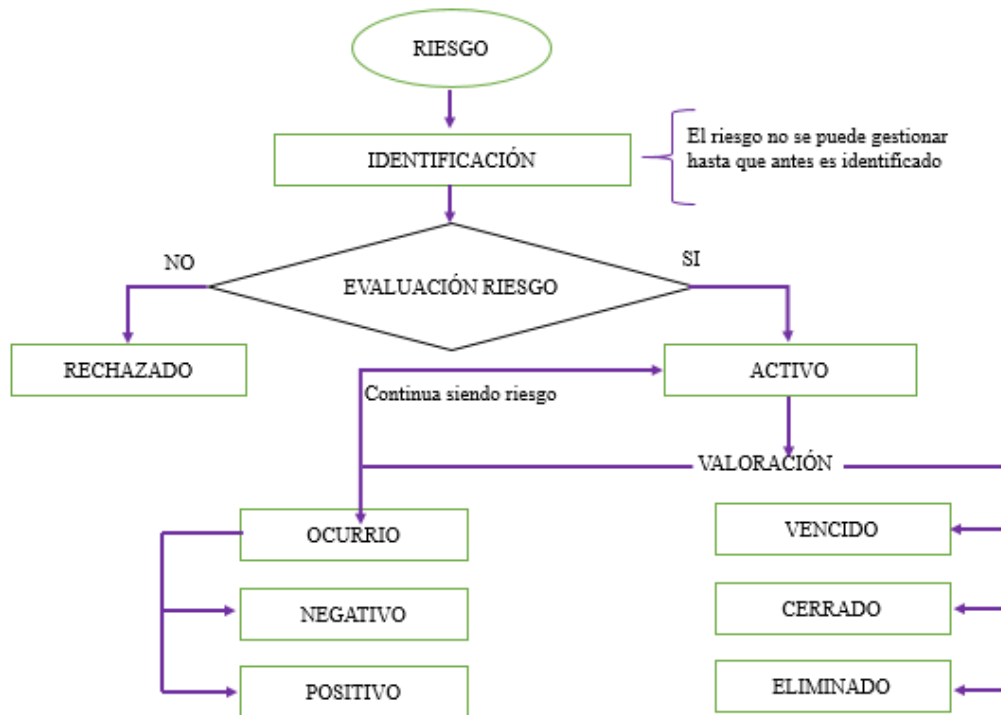 RIESGO
IDENTIFICACIÓN
El riesgo no se puede gestionar
hasta que antes es identificado
NO
SI
EVALUACIÓN RIESGO
RECHAZADO
ACTIVO
Continua siendo riesgo
VALORACIÓN
OCURRIO
VENCIDO
NEGATIVO
CERRADO
POSITIVO
ELIMINADO